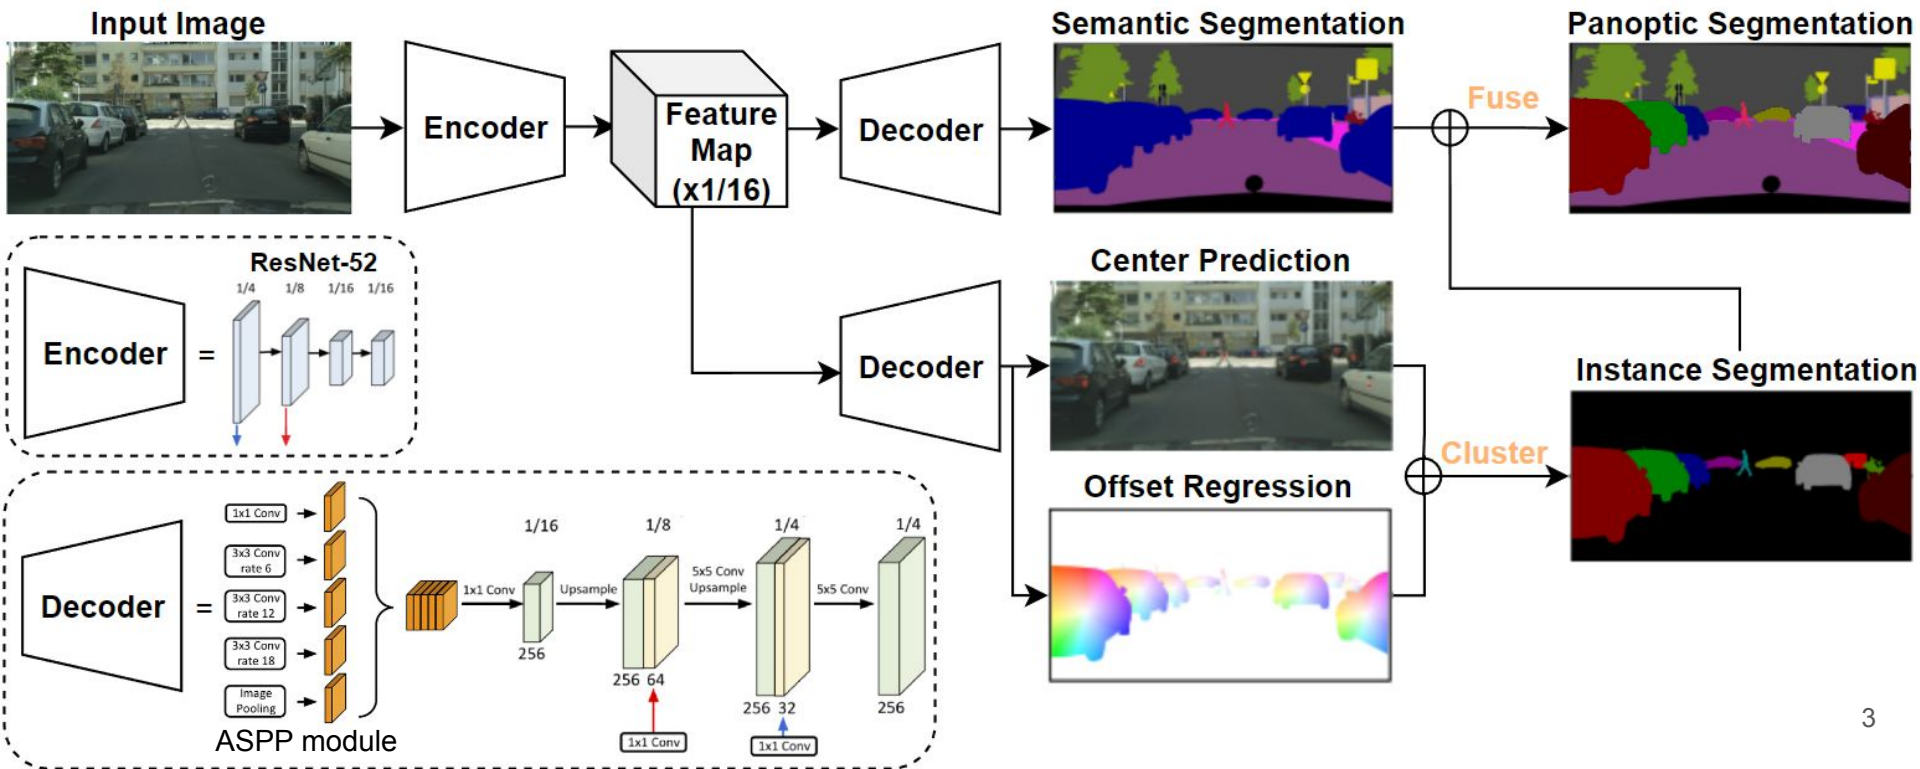 Input Image
Semantic Segmentation
Panoptic Segmentation
Encoder
Feature
Map
(x1/16)
Decoder
Fuse
Center Prediction
Decoder
Offset Regression
Cluster
Instance Segmentation
ResNet-52
1/4 1/8 1/16 1/16
Encoder
=
Decoder
=
1x1 Conv
3x3 Conv
rate 6
3x3 Conv
rate 12
3x3 Conv
rate 18
Image
Pooling
ASPP module
1x1 Conv
1/16
256
Upsample
1/8
256 64
1x1 Conv
5x5 Conv
Upsample
1/4
256 32
1x1 Conv
5x5 Conv
1/4
256
3